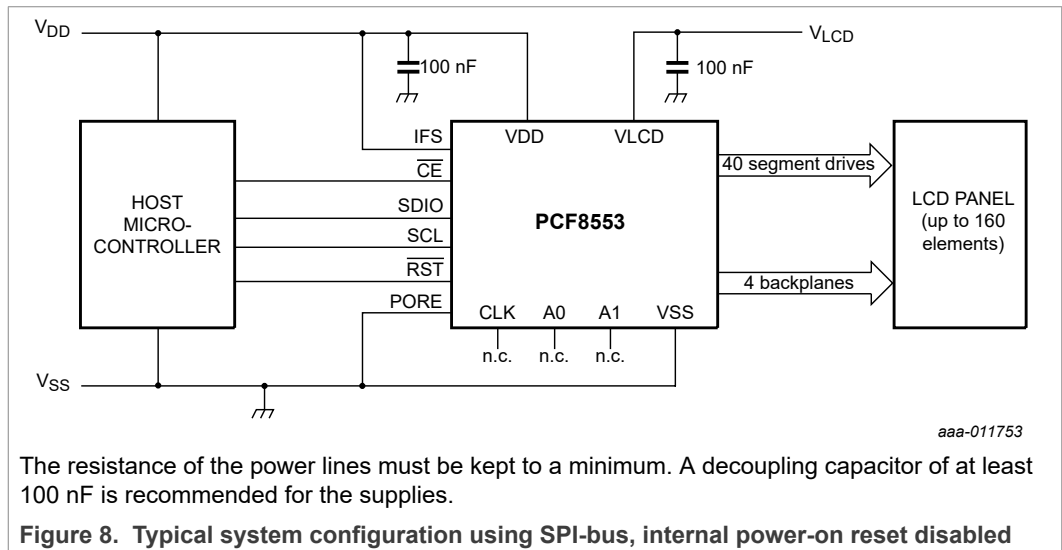 VDD
VLCD
100 nF
100 nF
IFS
VDD
VLCD
CE
40 segment drives
SDIO
HOST
MICRO-
CONTROLLER
PCF8553
LCD PANEL
(up to 160
elements)
SCL
RST
4 backplanes
PORE
CLK
A0
A1
VSS
n.c.
n.c.
n.c.
VSS
aaa-011753
The resistance of the power lines must be kept to a minimum. A decoupling capacitor of at least
100 nF is recommended for the supplies.
Figure 8. Typical system configuration using SPI-bus, internal power-on reset disabled